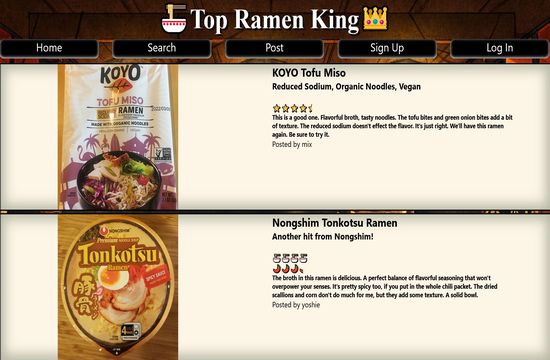 Top Ramen King
Home
Search
Post
Sign Up
Log In
KOYO
TOFU MISO
RAMEN
MADE WITH ORGANIC NOODLES
KOYO Tofu Miso
Reduced Sodium, Organic Noodles, Vegan
This is a good one. Flavorful broth, tasty noodles. The tofu bites and green onion bites add a bit
of texture. The reduced sodium doesn't effect the flavor. It's just right. We'll have this ramen
again. Be sure to try it.
Posted by mix
NONGSHIM
Premium
Tonkotsu
Ramen
SPICY SAUCE
Nongshim Tonkotsu Ramen
Another hit from Nongshim!
The broth in this ramen is delicious. A perfect balance of flavorful seasoning that won't
overpower your senses. It's pretty spicy too, if you put in the whole chili packet. The dried
scallions and corn don't do much for me, but they add some texture. A solid bowl.
Posted by yoshie